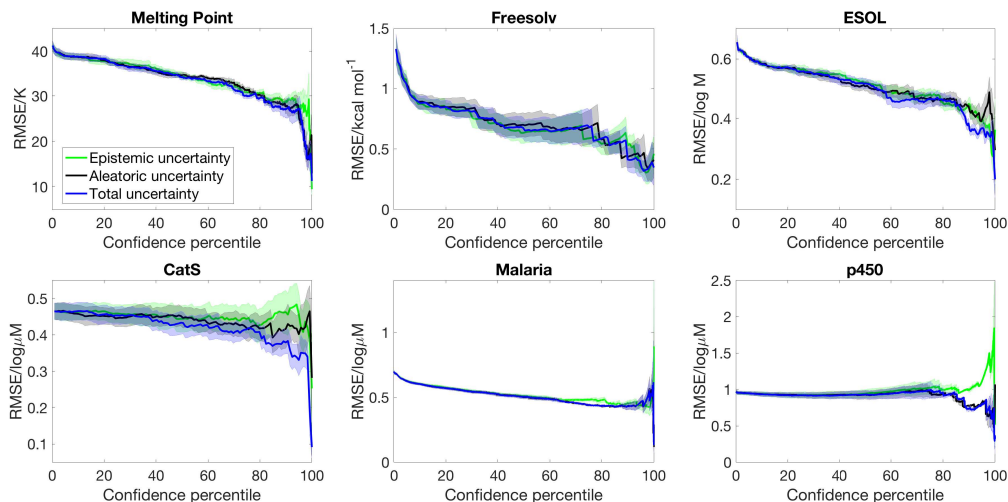 Melting Point
RMSE/K
40
30
20
10
Epistemic uncertainty
Aleatoric uncertainty
Total uncertainty
0 20 40 60 80 100
Confidence percentile
Freesolv
RMSE/kcal mol⁻¹
1.5
1
0.5
0
0 20 40 60 80 100
Confidence percentile
ESOL
RMSE/log M
0.6
0.4
0.2
0 20 40 60 80 100
Confidence percentile
CatS
RMSE/logμM
0.5
0.4
0.3
0.2
0.1
0 20 40 60 80 100
Confidence percentile
Malaria
RMSE/logμM
1
0.5
0
0 20 40 60 80 100
Confidence percentile
p450
RMSE/logμM
2.5
2
1.5
1
0.5
0
0 20 40 60 80 100
Confidence percentile